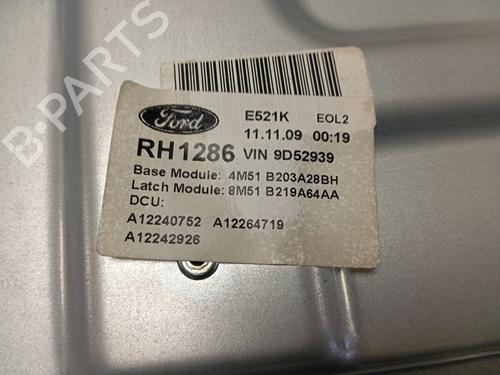 B-PARTS
Ford
E521K EOL2
11.11.09 00:19
RH1286 VIN 9D52939
Base Module: 4M51 B203A28BH
Latch Module: 8M51 B219A64AA
DCU:
A12240752 A12264719
A12242926